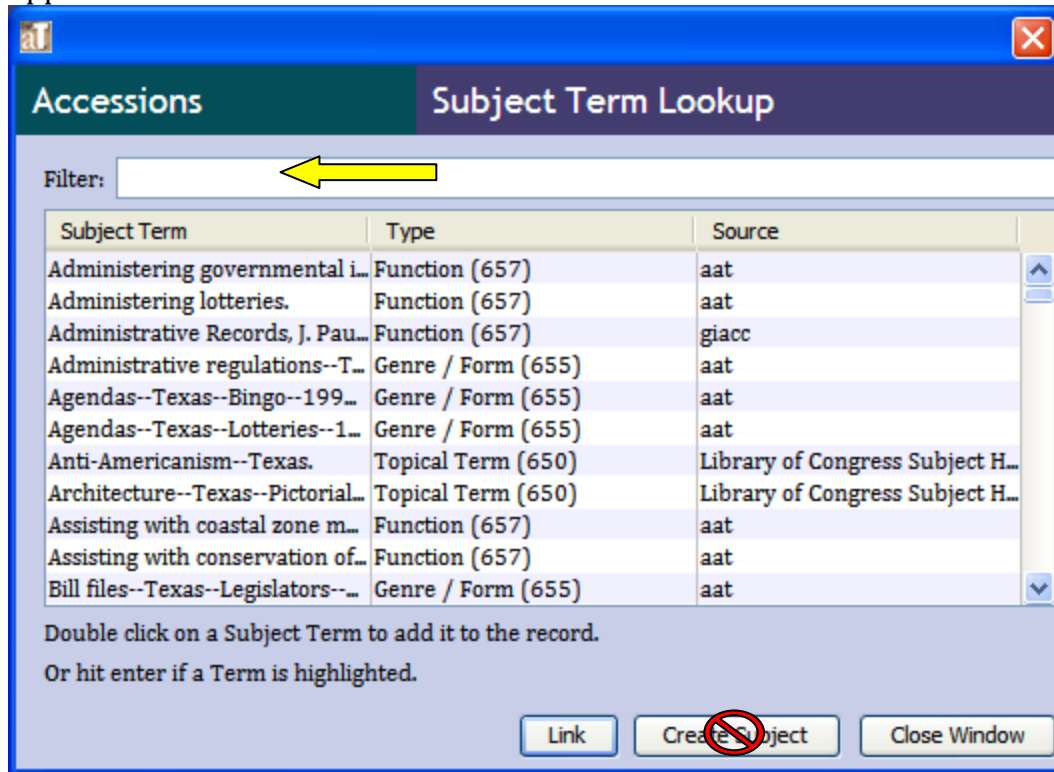 aT
Accessions Subject Term Lookup
Filter:
Subject Term Type Source
Administering governmental i... Function (657) aat
Administering lotteries. Function (657) aat
Administrative Records, J. Pau... Function (657) giacc
Administrative regulations--T... Genre / Form (655) aat
Agendas--Texas--Bingo--199... Genre / Form (655) aat
Agendas--Texas--Lotteries--1... Genre / Form (655) aat
Anti-Americanism--Texas. Topical Term (650) Library of Congress Subject H...
Architecture--Texas--Pictorial... Topical Term (650) Library of Congress Subject H...
Assisting with coastal zone m... Function (657) aat
Assisting with conservation of... Function (657) aat
Bill files--Texas--Legislators--... Genre / Form (655) aat
Double click on a Subject Term to add it to the record.
Or hit enter if a Term is highlighted.
Link Create Subject Close Window